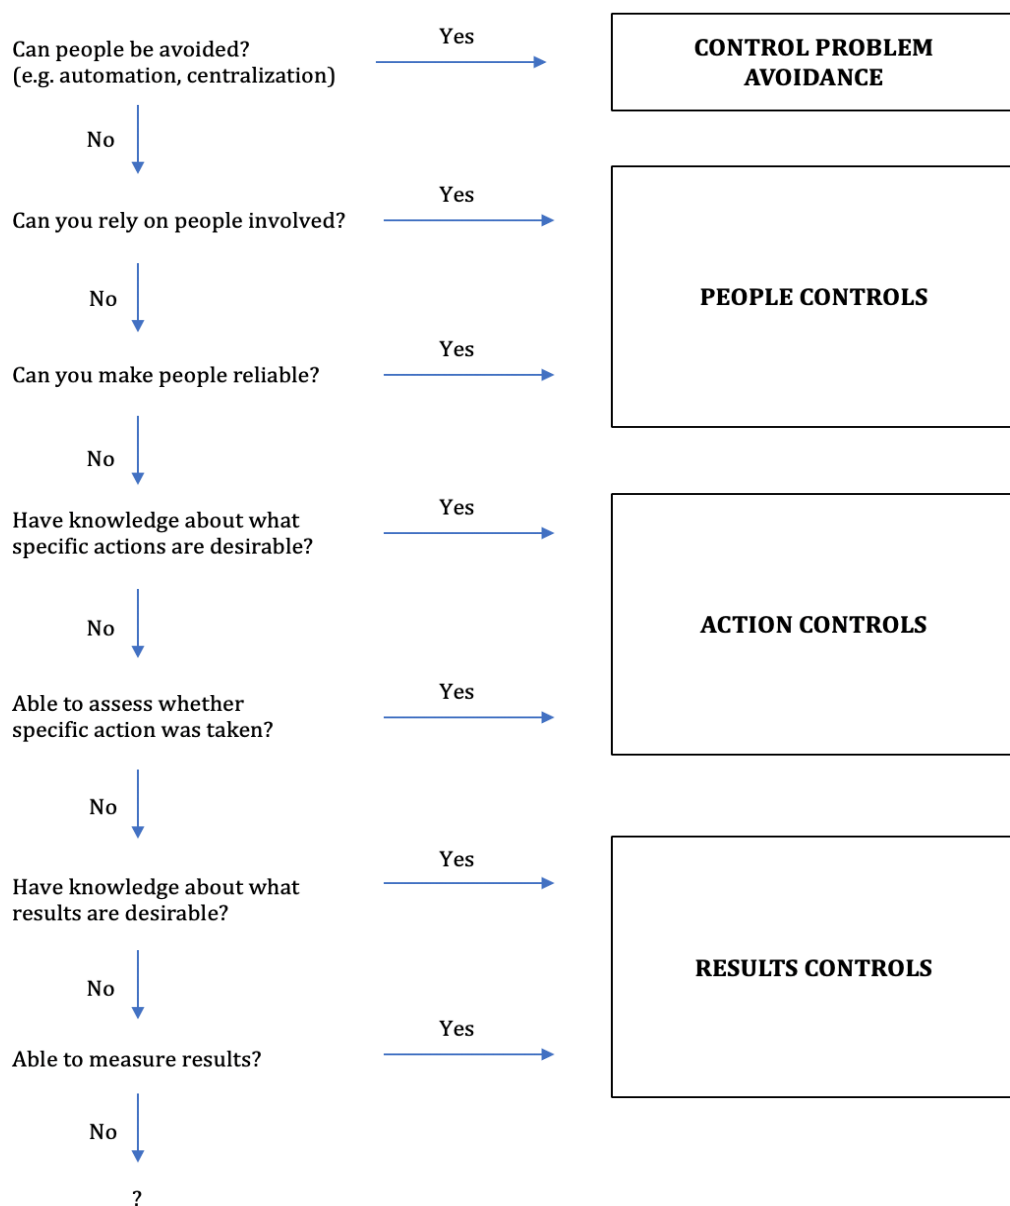 Can people be avoided?
(e.g. automation, centralization)
Yes
CONTROL PROBLEM
AVOIDANCE
No
Can you rely on people involved?
Yes
PEOPLE CONTROLS
No
Can you make people reliable?
Yes
No
Have knowledge about what
specific actions are desirable?
Yes
ACTION CONTROLS
No
Able to assess whether
specific action was taken?
Yes
No
Have knowledge about what
results are desirable?
Yes
RESULTS CONTROLS
No
Able to measure results?
Yes
No
?